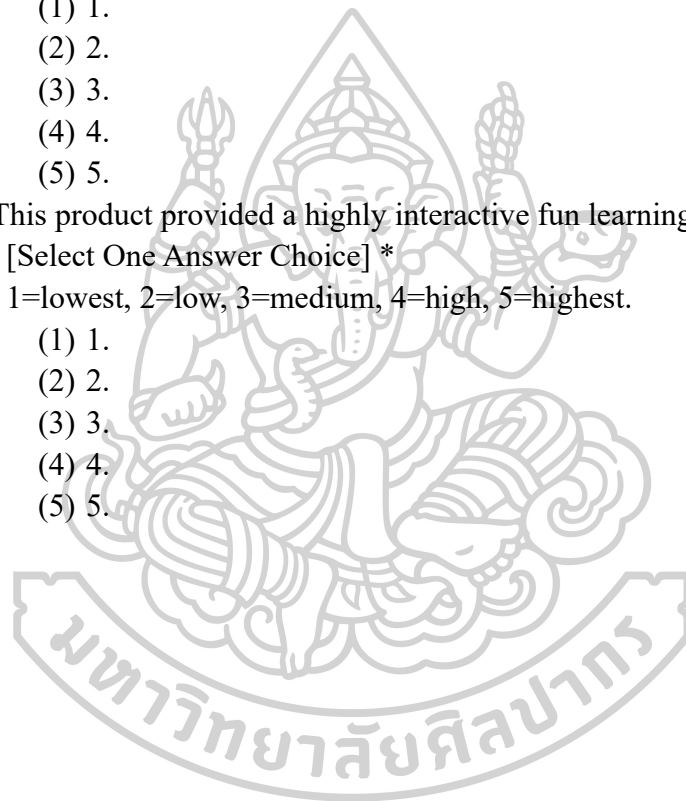 (1) 1.
(2) 2.
(3) 3.
(4) 4.
(5) 5.
This product provided a highly interactive fun learning
[Select One Answer Choice] *
1=lowest, 2=low, 3=medium, 4=high, 5=highest.
(1) 1.
(2) 2.
(3) 3.
(4) 4.
(5) 5.
มหาวิทยาลัยศิลปากร